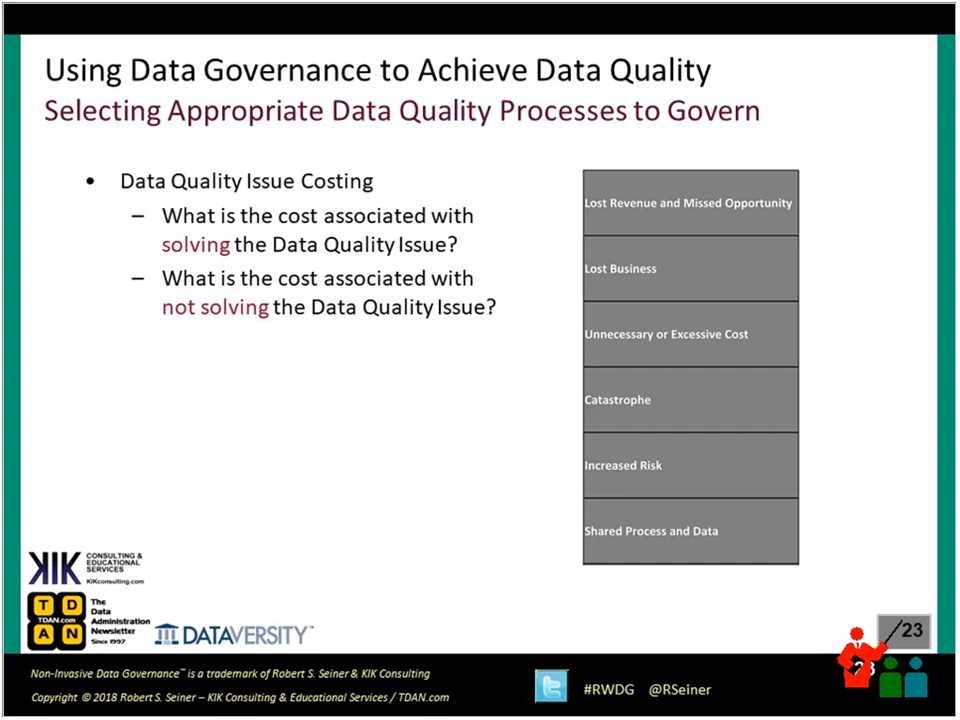 Using Data Governance to Achieve Data Quality
Selecting Appropriate Data Quality Processes to Govern
• Data Quality Issue Costing
– What is the cost associated with
solving the Data Quality Issue?
– What is the cost associated with
not solving the Data Quality Issue?
Lost Revenue and Missed Opportunity
Lost Business
Unnecessary or Excessive Cost
Catastrophe
Increased Risk
Shared Process and Data
KIK
CONSULTING &
EDUCATIONAL
SERVICES
KIKconsulting.com
T D
TDAN.com
A N
The
Data
Administration
Newsletter
Since 1997
DATAVERSITY™
/23
23
Non-Invasive Data Governance™ is a trademark of Robert S. Seiner & KIK Consulting
Copyright © 2018 Robert S. Seiner – KIK Consulting & Educational Services / TDAN.com
#RWDG @RSeiner